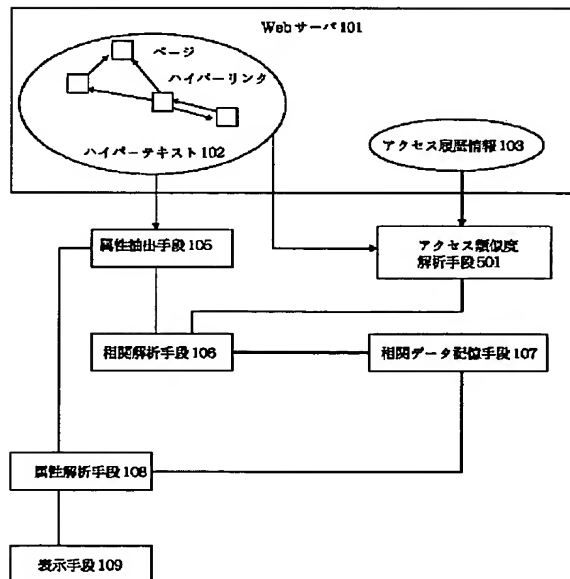 Webサーバ101
ページ
ハイパーリンク
ハイパーテキスト102
アクセス履歴情報103
属性抽出手段105
アクセス類似度
解析手段501
相関解析手段106
相関データ記憶手段107
属性解析手段108
表示手段109